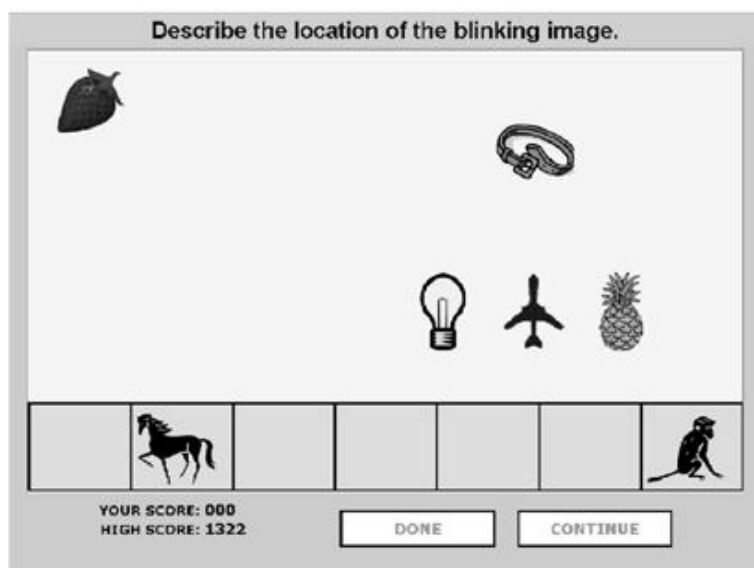 Describe the location of the blinking image.
YOUR SCORE: 000
HIGH SCORE: 1322
DONE
CONTINUE